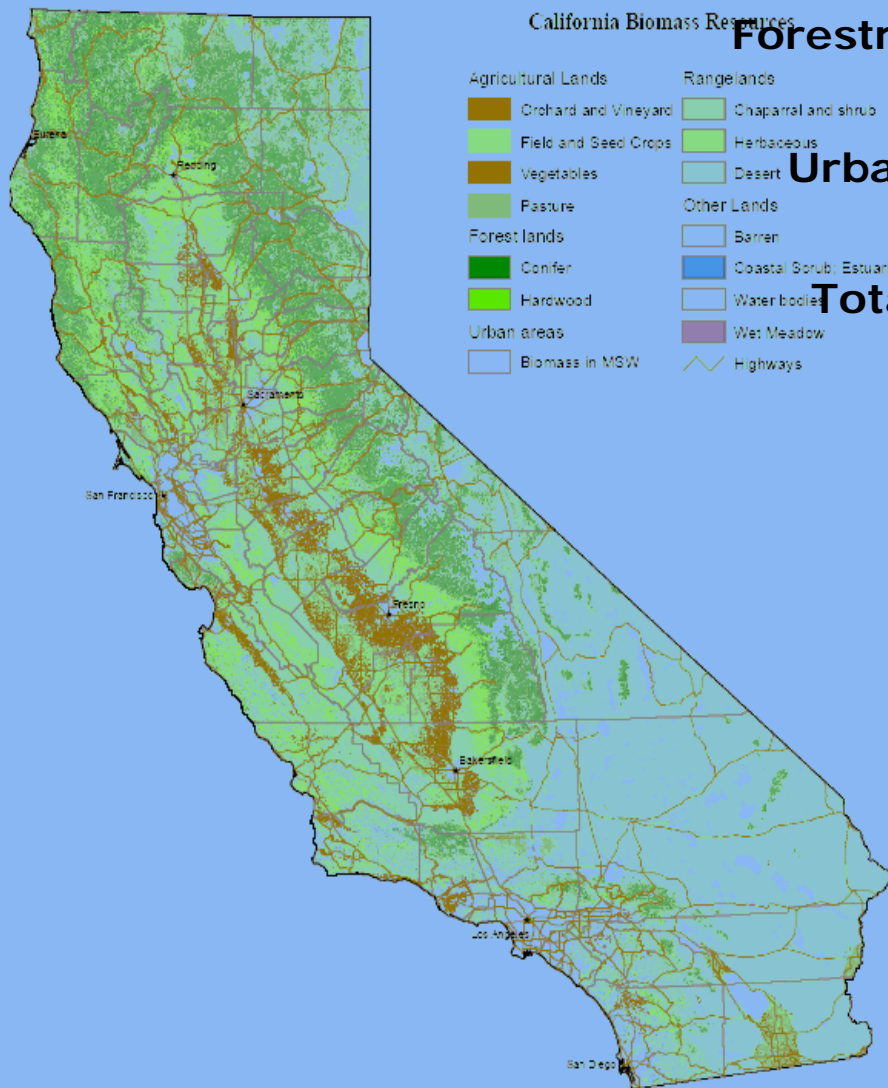 California Biomass Resources
Forestr
Agricultural Lands
Orchard and Vineyard
Field and Seed Crops
Vegetables
Pasture
Forest lands
Conifer
Hardwood
Urban areas
Biomass in MSW
Rangelands
Chaparral and shrub
Herbaceous
Desert
Urba
Other Lands
Barren
Coastal Scrub; Estuar
Water bodies
Tota
Wet Meadow
Highways
Eureka
Redding
Sacramento
San Francisco
Fresno
Bakersfield
Los Angeles
San Diego